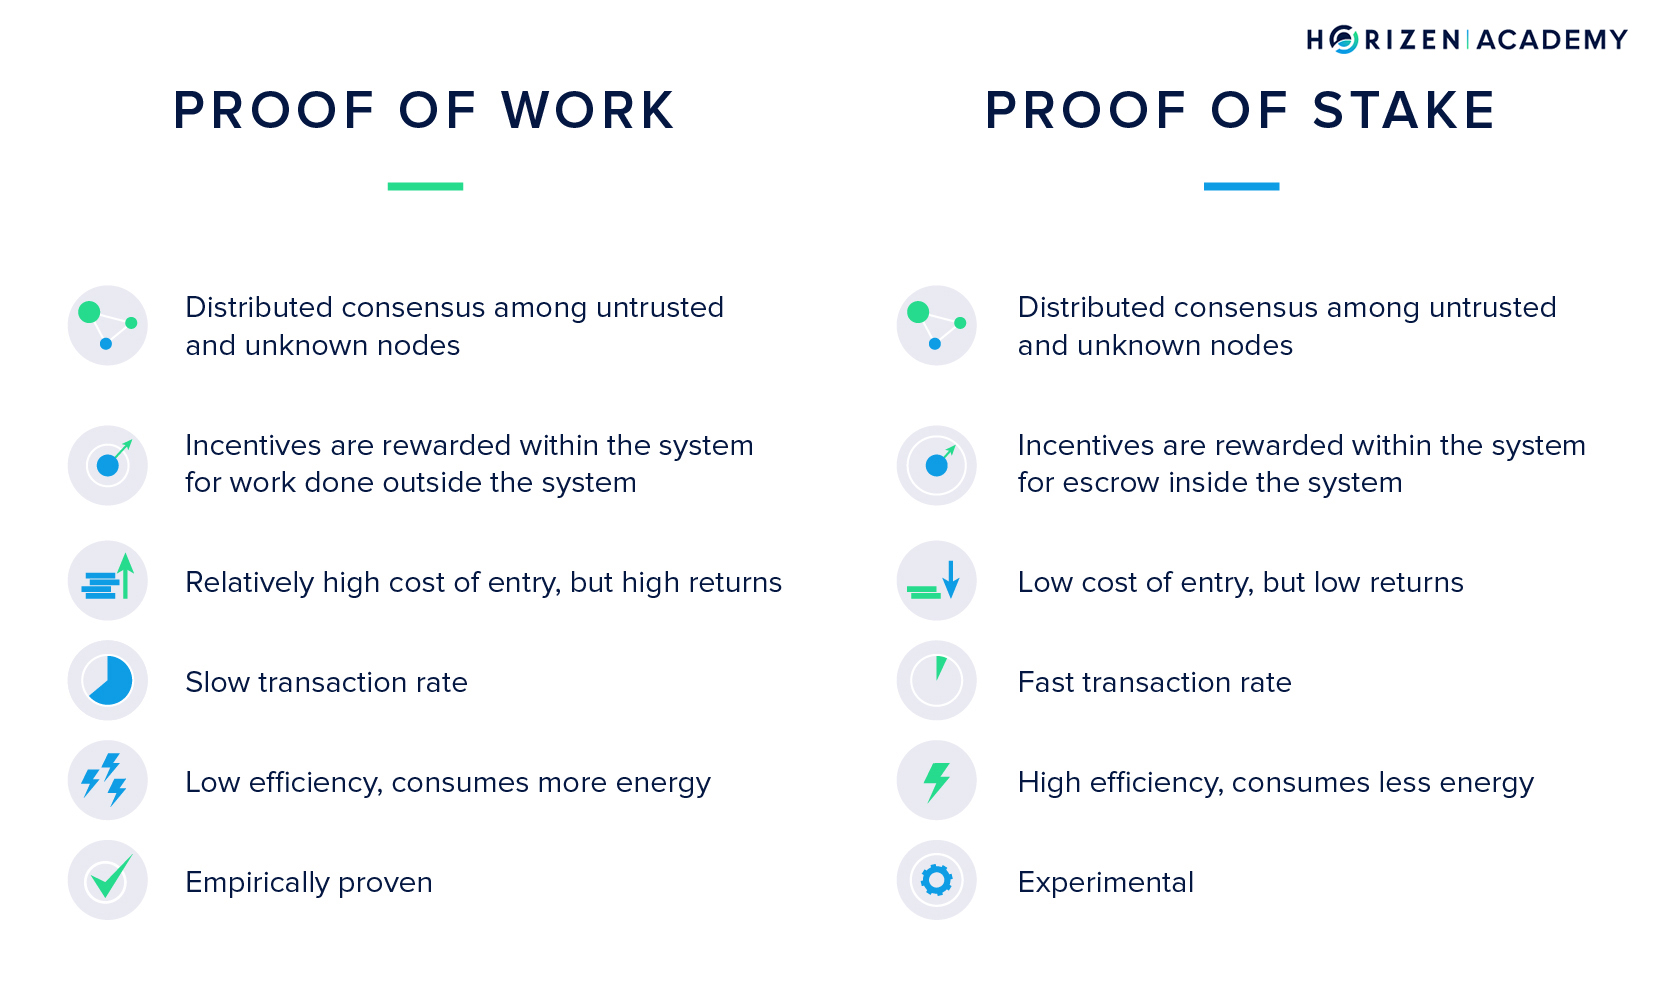 HORIZEN | ACADEMY
PROOF OF WORK
Distributed consensus among untrusted
and unknown nodes
Incentives are rewarded within the system
for work done outside the system
Relatively high cost of entry, but high returns
Slow transaction rate
Low efficiency, consumes more energy
Empirically proven
PROOF OF STAKE
Distributed consensus among untrusted
and unknown nodes
Incentives are rewarded within the system
for escrow inside the system
Low cost of entry, but low returns
Fast transaction rate
High efficiency, consumes less energy
Experimental